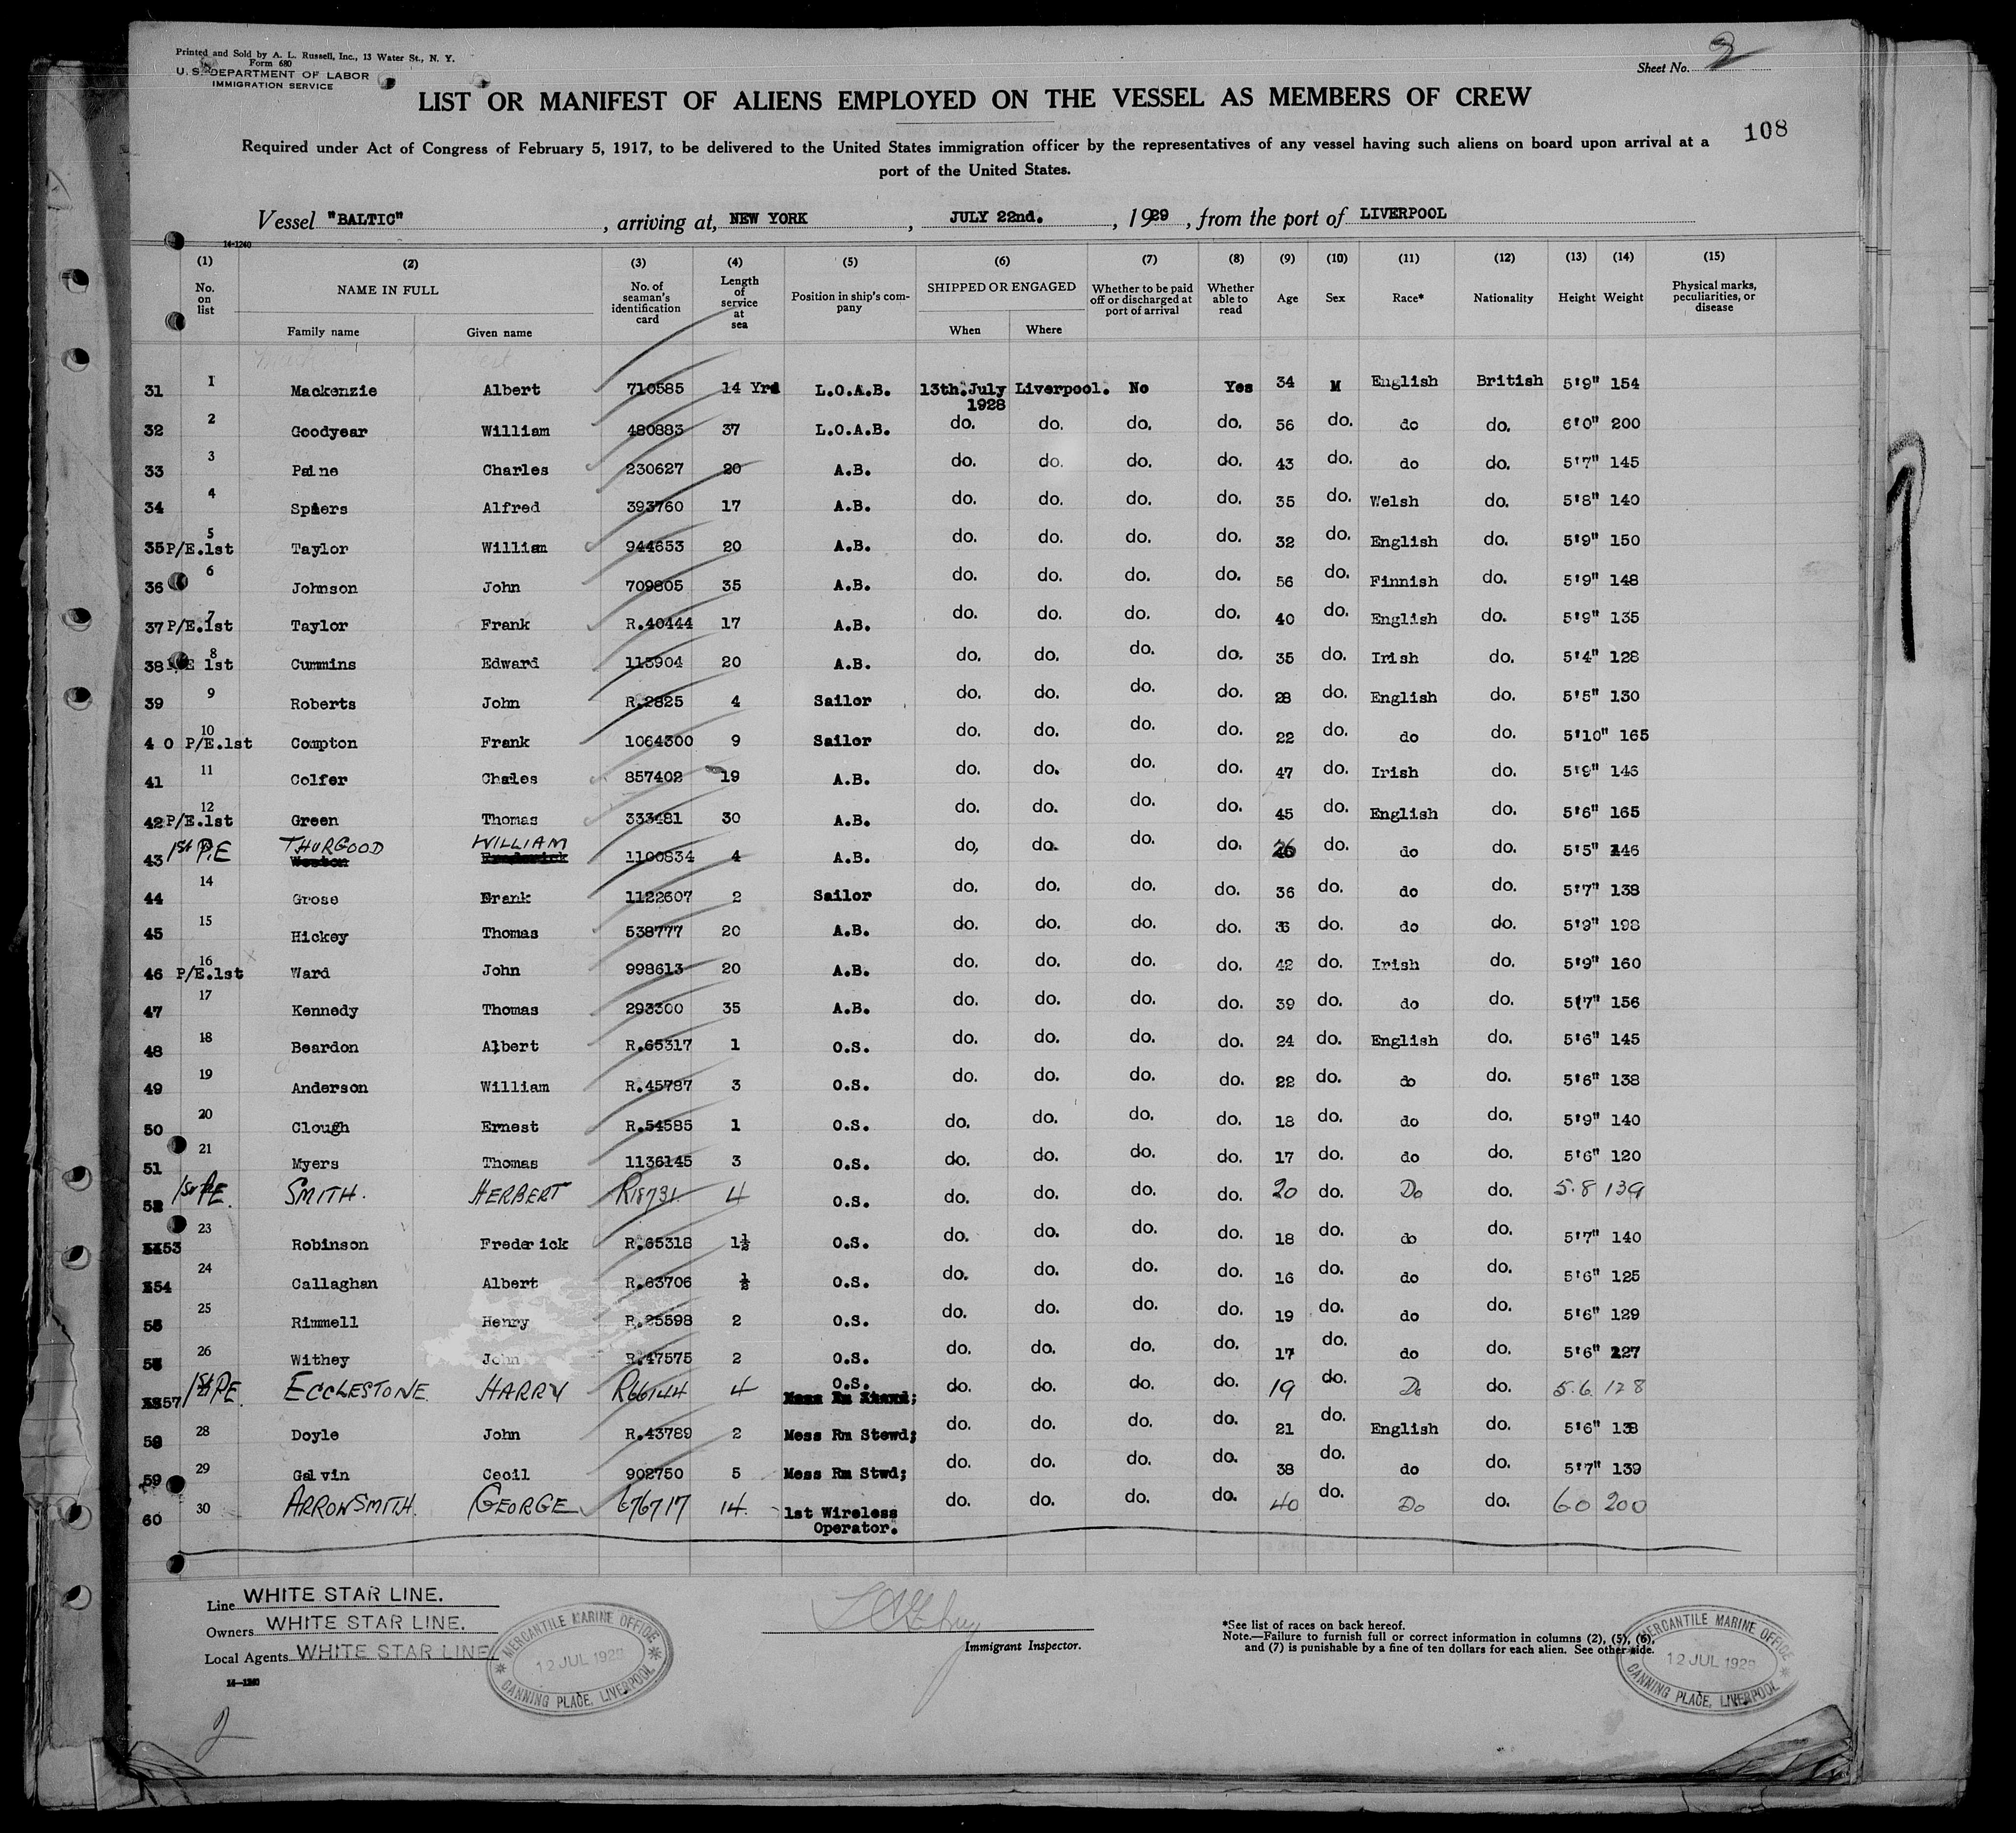 Printed and Sold by A. L. Russell, Inc., 13 Water St., N. Y.
Form 680
U. S. DEPARTMENT OF LABOR
IMMIGRATION SERVICE
Sheet No. 2
LIST OR MANIFEST OF ALIENS EMPLOYED ON THE VESSEL AS MEMBERS OF CREW
108
Required under Act of Congress of February 5, 1917, to be delivered to the United States immigration officer by the representatives of any vessel having such aliens on board upon arrival at a
port of the United States.
Vessel "BALTIC", arriving at, NEW YORK, JULY 22nd., 1929, from the port of LIVERPOOL
14-1240
(1) (2) (3) (4) (5) (6) (7) (8) (9) (10) (11) (12) (13) (14) (15)
No. on list NAME IN FULL Family name Given name No. of seaman's identification card Length of service at sea Position in ship's company SHIPPED OR ENGAGED When Where Whether to be paid off or discharged at port of arrival Whether able to read Age Sex Race* Nationality Height Weight Physical marks, peculiarities, or disease
31 1 Mackenzie Albert 710585 14 Yrs L.O.A.B. 13th.July 1928 Liverpool. No Yes 34 M English British 5'9" 154
32 2 Goodyear William 480883 37 L.O.A.B. do. do. do. do. 56 do. do do. 6'0" 200
33 3 Paine Charles 230627 20 A.B. do. do. do. do. 43 do. do do. 5'7" 145
34 4 Spiers Alfred 393760 17 A.B. do. do. do. do. 35 do. Welsh do. 5'8" 140
35 P/E.1st 5 Taylor William 944653 20 A.B. do. do. do. do. 32 do. English do. 5'9" 150
36 6 Johnson John 709805 35 A.B. do. do. do. do. 56 do. Finnish do. 5'9" 148
37 P/E.1st 7 Taylor Frank R.40444 17 A.B. do. do. do. do. 40 do. English do. 5'9" 135
38 E 1st 8 Cummins Edward 113904 20 A.B. do. do. do. do. 35 do. Irish do. 5'4" 128
39 9 Roberts John R.2825 4 Sailor do. do. do. do. 28 do. English do. 5'5" 130
40 P/E.1st 10 Compton Frank 1064300 9 Sailor do. do. do. do. 22 do. do do. 5'10" 165
41 11 Colfer Chales 857402 19 A.B. do. do. do. do. 47 do. Irish do. 5'9" 146
42 P/E.1st 12 Green Thomas 333481 30 A.B. do. do. do. do. 45 do. English do. 5'6" 165
43 1st P.E THURGOOD WILLIAM 1100834 4 A.B. do, do. do. do. 26 do. do do. 5'5" 146
44 14 Grose Frank 1122607 2 Sailor do. do. do. do. 36 do. do do. 5'7" 138
45 15 Hickey Thomas 538777 20 A.B. do. do. do. do. 36 do. do do. 5'9" 198
46 P/E.1st 16 Ward John 998613 20 A.B. do. do. do. do. 42 do. Irish do. 5'9" 160
47 17 Kennedy Thomas 293300 35 A.B. do. do. do. do. 39 do. do do. 5'7" 156
48 18 Beardon Albert R.65317 1 O.S. do. do. do. do. 24 do. English do. 5'6" 145
49 19 Anderson William R.45787 3 O.S. do. do. do. do. 22 do. do do. 5'6" 138
50 20 Clough Ernest R.54585 1 O.S. do. do. do. do. 18 do. do do. 5'9" 140
51 21 Myers Thomas 1136145 3 O.S. do. do. do. do. 17 do. do do. 5'6" 120
52 1st P.E. SMITH. HERBERT R18731 4 O.S. do. do. do. do. 20 do. Do do. 5.8 139
53 23 Robinson Frederick R.65318 1½ O.S. do. do. do. do. 18 do. do do. 5'7" 140
54 24 Callaghan Albert R.63706 ½ O.S. do. do. do. do. 16 do. do do. 5'6" 125
55 25 Rimmell Henry R.25598 2 O.S. do. do. do. do. 19 do. do do. 5'6" 129
56 26 Withey John R.47575 2 O.S. do. do. do. do. 17 do. do do. 5'6" 127
57 1st P.E. ECCLESTONE HARRY R66144 4 O.S. do. do. do. do. 19 do. Do do. 5.6. 128
58 28 Doyle John R.43789 2 Mess Rm Stewd; do. do. do. do. 21 do. English do. 5'6" 138
59 29 Galvin Cecil 902750 5 Mess Rm Stwd; do. do. do. do. 38 do. do do. 5'7" 139
60 30 ARROWSMITH. GEORGE 676717 14. 1st Wireless Operator. do. do. do. do. 40 do. Do do. 6 0 200
Line WHITE STAR LINE.
Owners WHITE STAR LINE.
Local Agents WHITE STAR LINE
14-1240
MERCANTILE MARINE OFFICE
12 JUL 1929
CANNING PLACE, LIVERPOOL
Immigrant Inspector.
*See list of races on back hereof.
Note.—Failure to furnish full or correct information in columns (2), (5), (6),
and (7) is punishable by a fine of ten dollars for each alien. See other side.
MERCANTILE MARINE OFFICE
12 JUL 1929
CANNING PLACE, LIVERPOOL
2